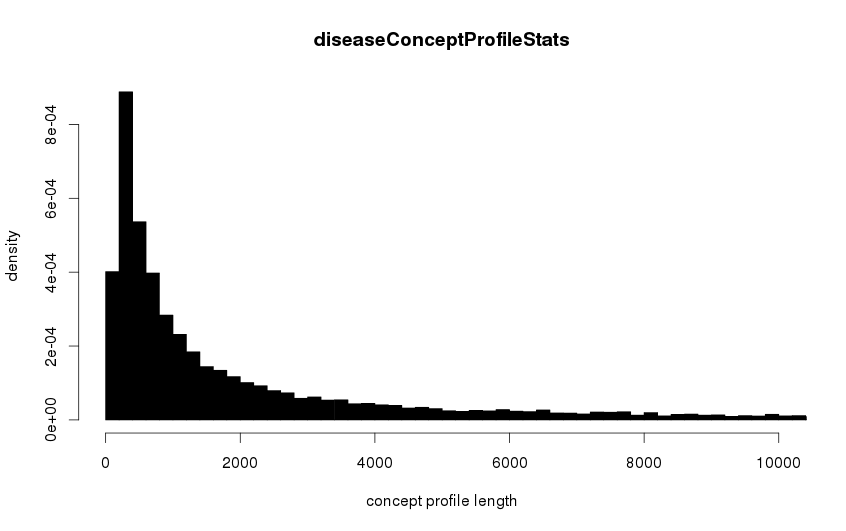 diseaseConceptProfileStats
density
8e-04
6e-04
4e-04
2e-04
0e+00
0 2000 4000 6000 8000 10000
concept profile length